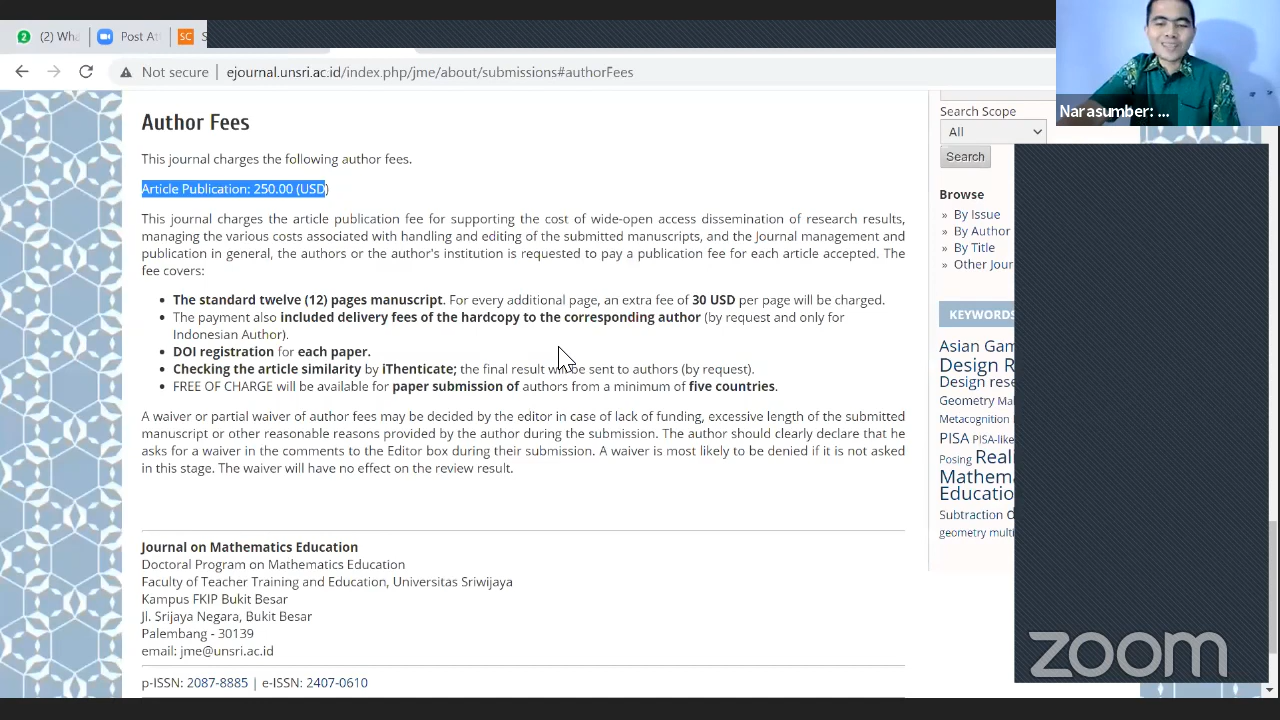 (2) Wha
Post At
SC
Not secure
ejournal.unsri.ac.id/index.php/jme/about/submissions#authorFees
Narasumber: ...
Author Fees
This journal charges the following author fees.
Article Publication: 250.00 (USD)
This journal charges the article publication fee for supporting the cost of wide-open access dissemination of research results,
managing the various costs associated with handling and editing of the submitted manuscripts, and the Journal management and
publication in general, the authors or the author's institution is requested to pay a publication fee for each article accepted. The
fee covers:
• The standard twelve (12) pages manuscript. For every additional page, an extra fee of 30 USD per page will be charged.
• The payment also included delivery fees of the hardcopy to the corresponding author (by request and only for
Indonesian Author).
• DOI registration for each paper.
• Checking the article similarity by iThenticate; the final result will be sent to authors (by request).
• FREE OF CHARGE will be available for paper submission of authors from a minimum of five countries.
A waiver or partial waiver of author fees may be decided by the editor in case of lack of funding, excessive length of the submitted
manuscript or other reasonable reasons provided by the author during the submission. The author should clearly declare that he
asks for a waiver in the comments to the Editor box during their submission. A waiver is most likely to be denied if it is not asked
in this stage. The waiver will have no effect on the review result.
Journal on Mathematics Education
Doctoral Program on Mathematics Education
Faculty of Teacher Training and Education, Universitas Sriwijaya
Kampus FKIP Bukit Besar
Jl. Srijaya Negara, Bukit Besar
Palembang - 30139
email: jme@unsri.ac.id
p-ISSN: 2087-8885 | e-ISSN: 2407-0610
Search Scope
All
Search
Browse
» By Issue
» By Author
» By Title
» Other Jour
KEYWORDS
Asian Gam
Design R
Design rese
Geometry Mal
Metacognition
PISA PISA-like
Posing Reali
Mathema
Educatio
Subtraction d
geometry multi
zoom